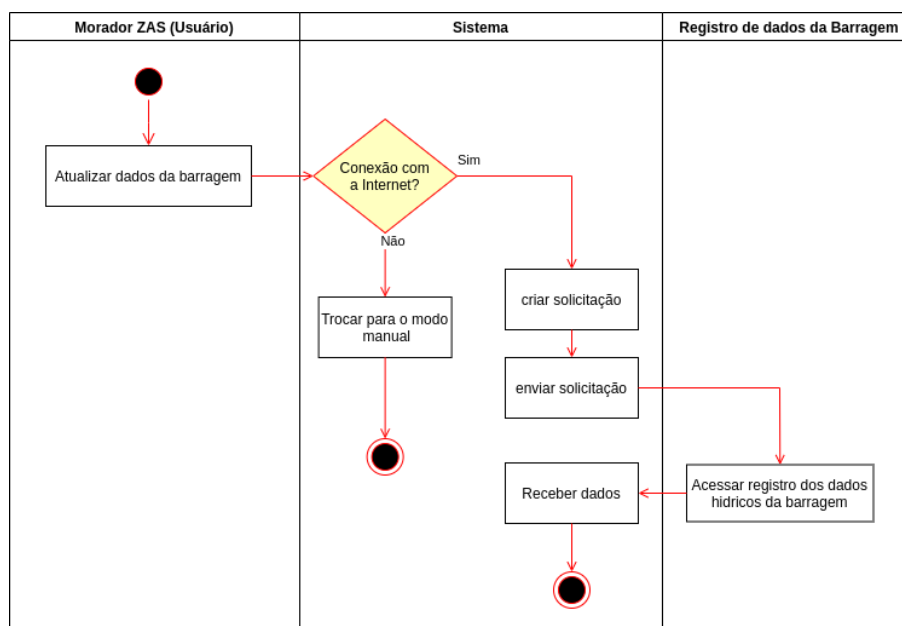 Morador ZAS (Usuário)
Sistema
Registro de dados da Barragem
Atualizar dados da barragem
Conexão com
a Internet?
Sim
Não
criar solicitação
Trocar para o modo
manual
enviar solicitação
Receber dados
Acessar registro dos dados
hidricos da barragem